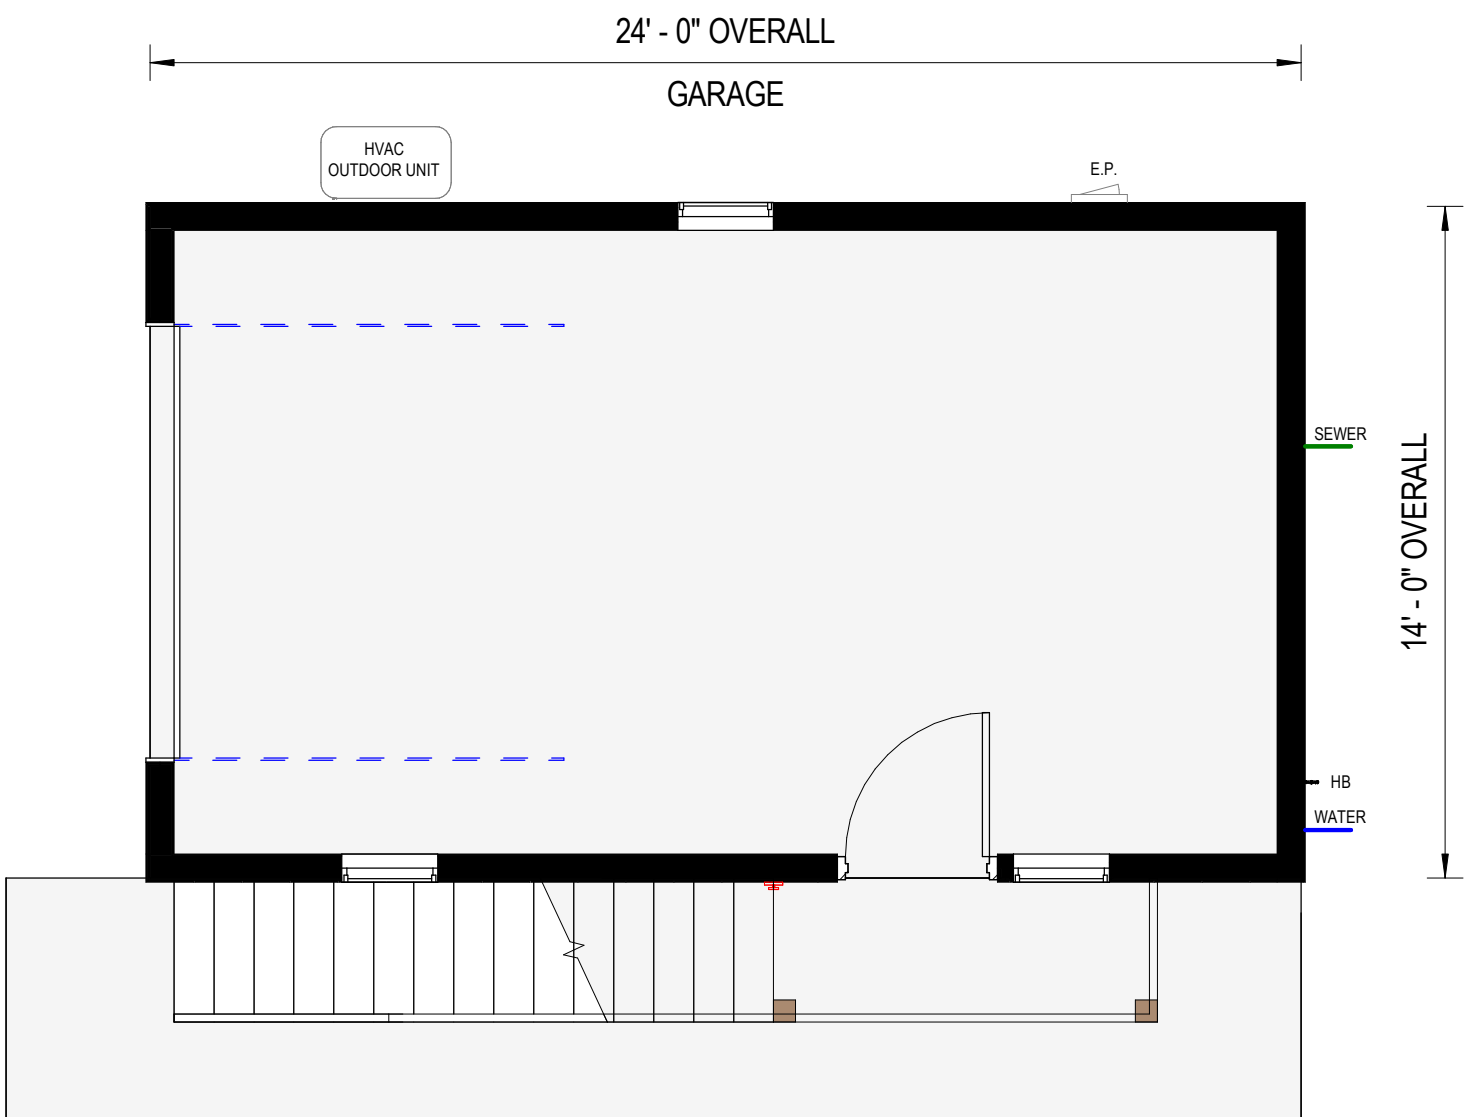 24' - 0" OVERALL
GARAGE
HVAC
OUTDOOR UNIT
E.P.
SEWER
14' - 0" OVERALL
HB
WATER